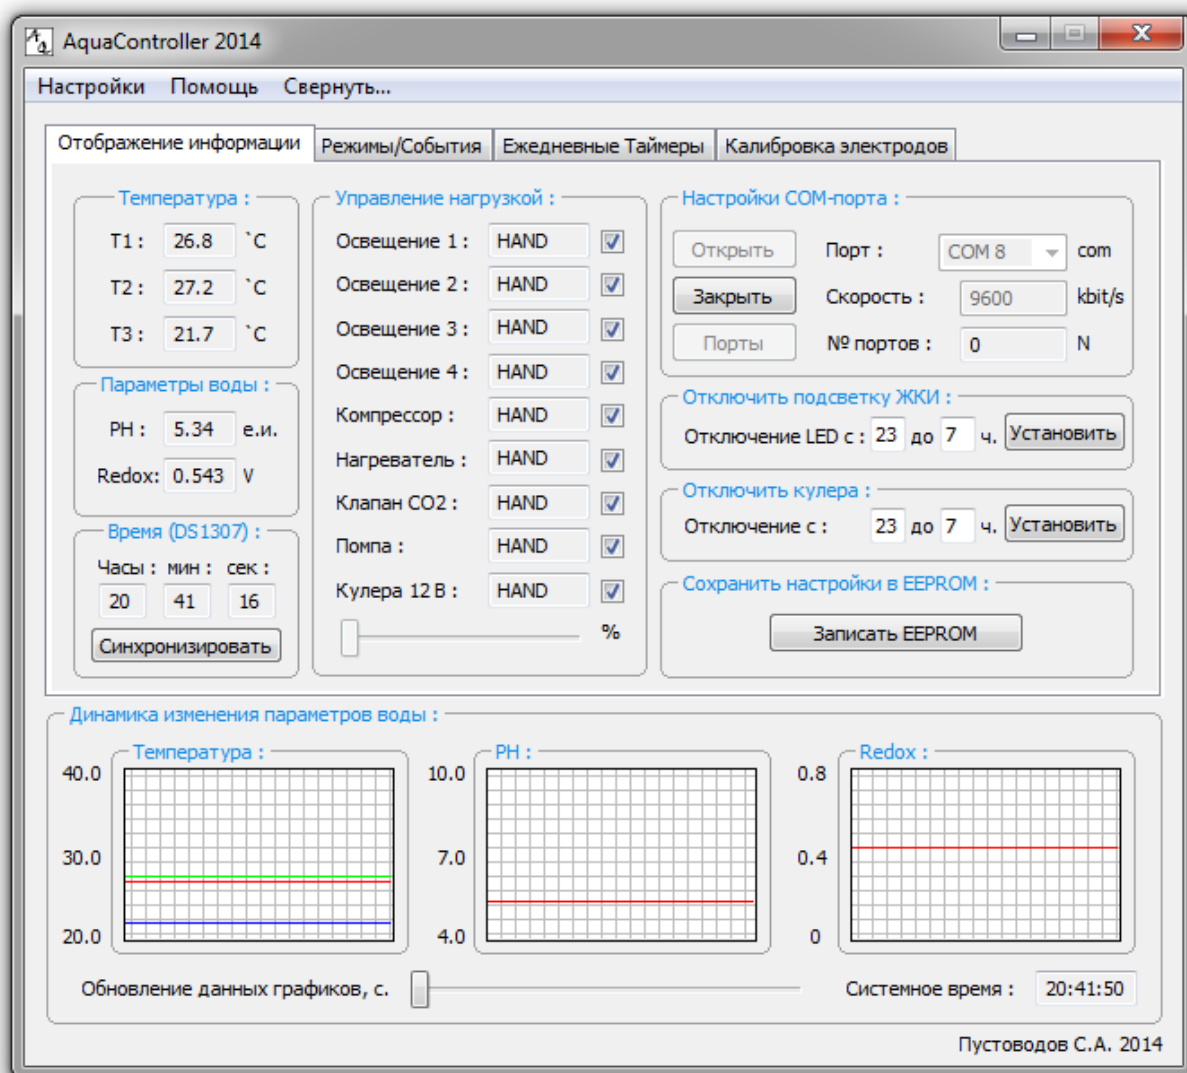 AquaController 2014
Настройки Помощь Свернуть...
Отображение информации Режимы/События Ежедневные Таймеры Калибровка электродов
Температура :
T1 : 26.8 `C
T2 : 27.2 `C
T3 : 21.7 `C
Параметры воды :
PH : 5.34 е.и.
Redox: 0.543 V
Время (DS1307) :
Часы : мин : сек :
20 41 16
Синхронизировать
Управление нагрузкой :
Освещение 1 : HAND
Освещение 2 : HAND
Освещение 3 : HAND
Освещение 4 : HAND
Компрессор : HAND
Нагреватель : HAND
Клапан CO2 : HAND
Помпа : HAND
Кулера 12 В : HAND
%
Настройки COM-порта :
Открыть Порт : COM 8 com
Закрыть Скорость : 9600 kbit/s
Порты № портов : 0 N
Отключить подсветку ЖКИ :
Отключение LED с : 23 до 7 ч. Установить
Отключить кулера :
Отключение с : 23 до 7 ч. Установить
Сохранить настройки в EEPROM :
Записать EEPROM
Динамика изменения параметров воды :
Температура :
40.0
30.0
20.0
PH :
10.0
7.0
4.0
Redox :
0.8
0.4
0
Обновление данных графиков, с. Системное время : 20:41:50
Пустоводов С.А. 2014